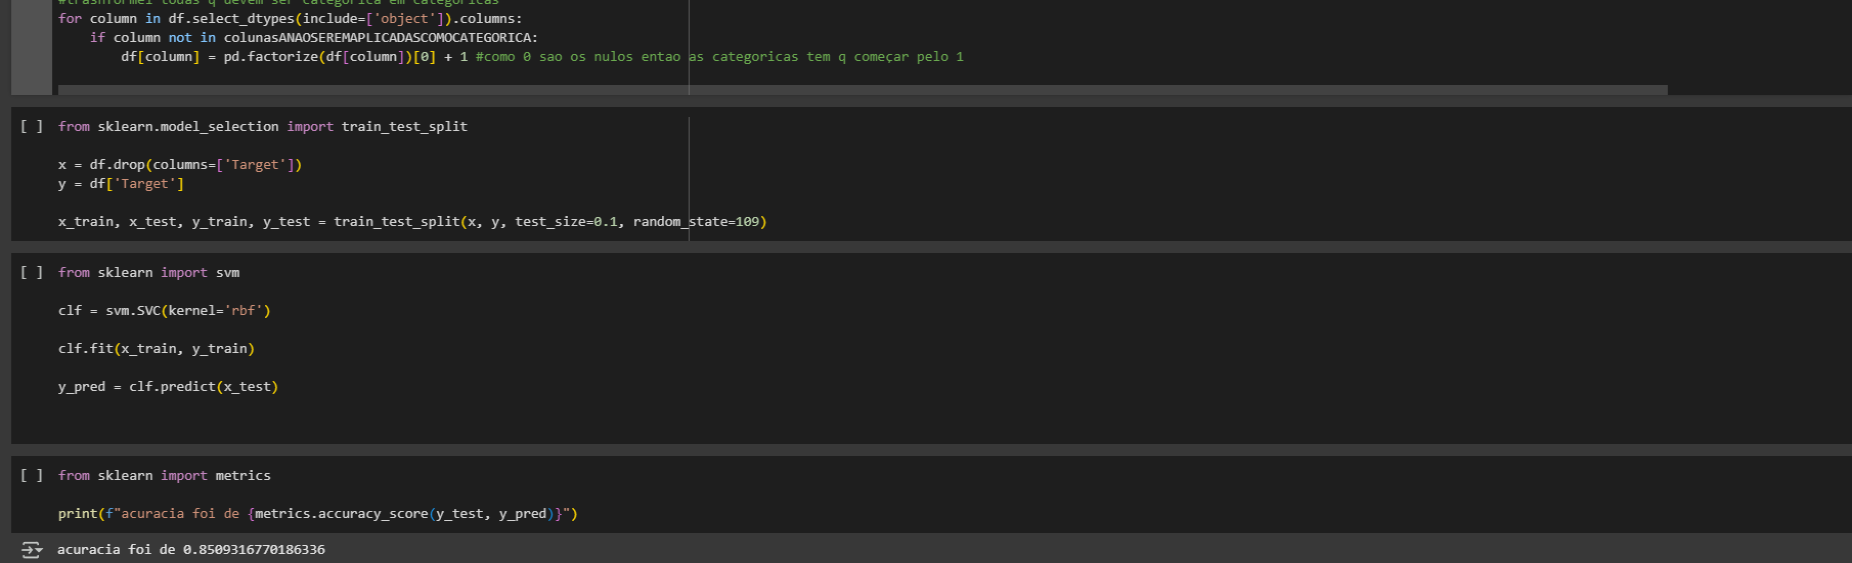 #trasnformei todas q devem ser categorica em categoricas
for column in df.select_dtypes(include=['object']).columns:
    if column not in colunasANAOSEREMAPLICADASCOMOCATEGORICA:
        df[column] = pd.factorize(df[column])[0] + 1 #como 0 sao os nulos entao as categoricas tem q começar pelo 1
[ ] from sklearn.model_selection import train_test_split
x = df.drop(columns=['Target'])
y = df['Target']
x_train, x_test, y_train, y_test = train_test_split(x, y, test_size=0.1, random_state=109)
[ ] from sklearn import svm
clf = svm.SVC(kernel='rbf')
clf.fit(x_train, y_train)
y_pred = clf.predict(x_test)
[ ] from sklearn import metrics
print(f"acuracia foi de {metrics.accuracy_score(y_test, y_pred)}")
acuracia foi de 0.8509316770186336